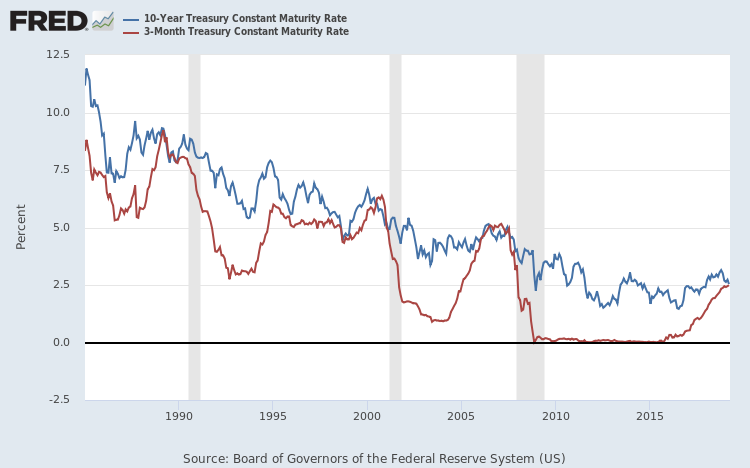 FRED
10-Year Treasury Constant Maturity Rate
3-Month Treasury Constant Maturity Rate
12.5
10.0
7.5
5.0
2.5
0.0
-2.5
Percent
1990 1995 2000 2005 2010 2015
Source: Board of Governors of the Federal Reserve System (US)